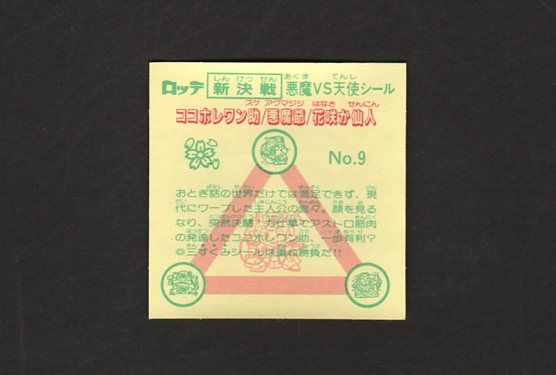 ロッテ 新決戦 悪魔VS天使シール
しん けっ せん あくま てんし
ココホレワン助/悪魔爺/花咲か仙人
スケ アクマジジ はなさ せんにん
No.9
おとぎ話の世界だけでは満足できず、現
代にワープした主人公の面々。顔を見る
なり、突然決闘!力仕事でアストロ筋肉
の発達したココホレワン助、一歩有利?
◎三すくみシールは重ね勝負だ!!